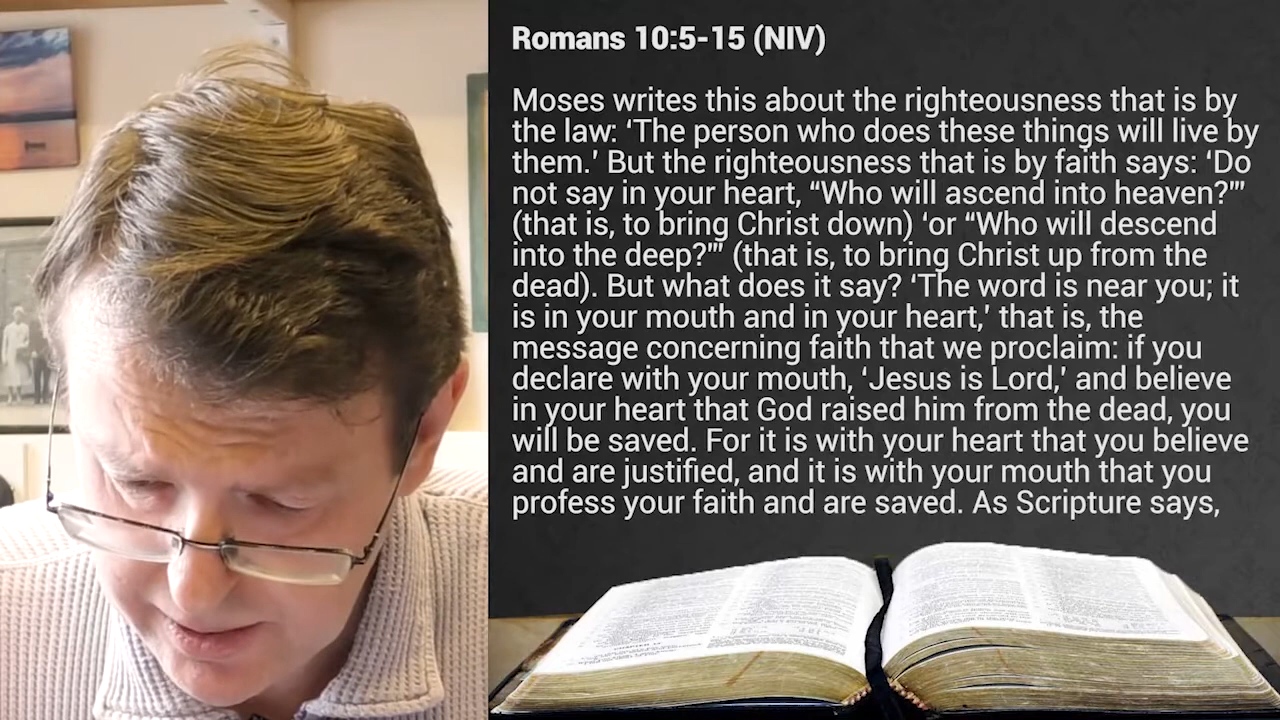 Romans 10:5-15 (NIV)
Moses writes this about the righteousness that is by
the law: ‘The person who does these things will live by
them.’ But the righteousness that is by faith says: ‘Do
not say in your heart, “Who will ascend into heaven?”’
(that is, to bring Christ down) ‘or “Who will descend
into the deep?”’ (that is, to bring Christ up from the
dead). But what does it say? ‘The word is near you; it
is in your mouth and in your heart,’ that is, the
message concerning faith that we proclaim: if you
declare with your mouth, ‘Jesus is Lord,’ and believe
in your heart that God raised him from the dead, you
will be saved. For it is with your heart that you believe
and are justified, and it is with your mouth that you
profess your faith and are saved. As Scripture says,